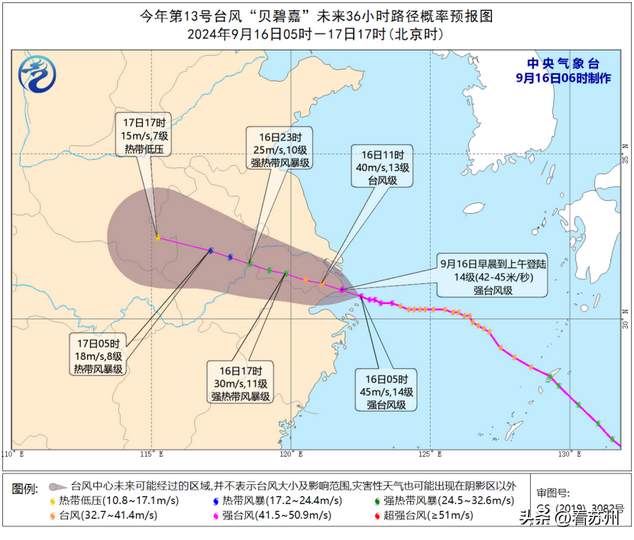 今年第13号台风“贝碧嘉”未来36小时路径概率预报图
2024年9月16日05时－17日17时(北京时)
中央气象台
9月16日06时制作
17日17时
15m/s,7级
热带低压
16日23时
25m/s,10级
强热带风暴级
16日11时
40m/s,13级
台风级
35°
9月16日早晨到上午登陆
14级(42-45米/秒)
强台风级
30°
17日05时
18m/s,8级
热带风暴级
16日17时
30m/s,11级
强热带风暴级
16日05时
45m/s,14级
强台风级
110°E
115°E
120°E
125°E
130°E
图例:
台风中心未来可能经过的区域,并不表示台风大小及影响范围,灾害性天气也可能出现在阴影区以外
热带低压(10.8~17.1m/s)
热带风暴(17.2~24.4m/s)
强热带风暴(24.5~32.6m/s)
台风(32.7~41.4m/s)
强台风(41.5~50.9m/s)
超强台风(≥51m/s)
审图号:
GS (2019) 3082号
头条@看苏州